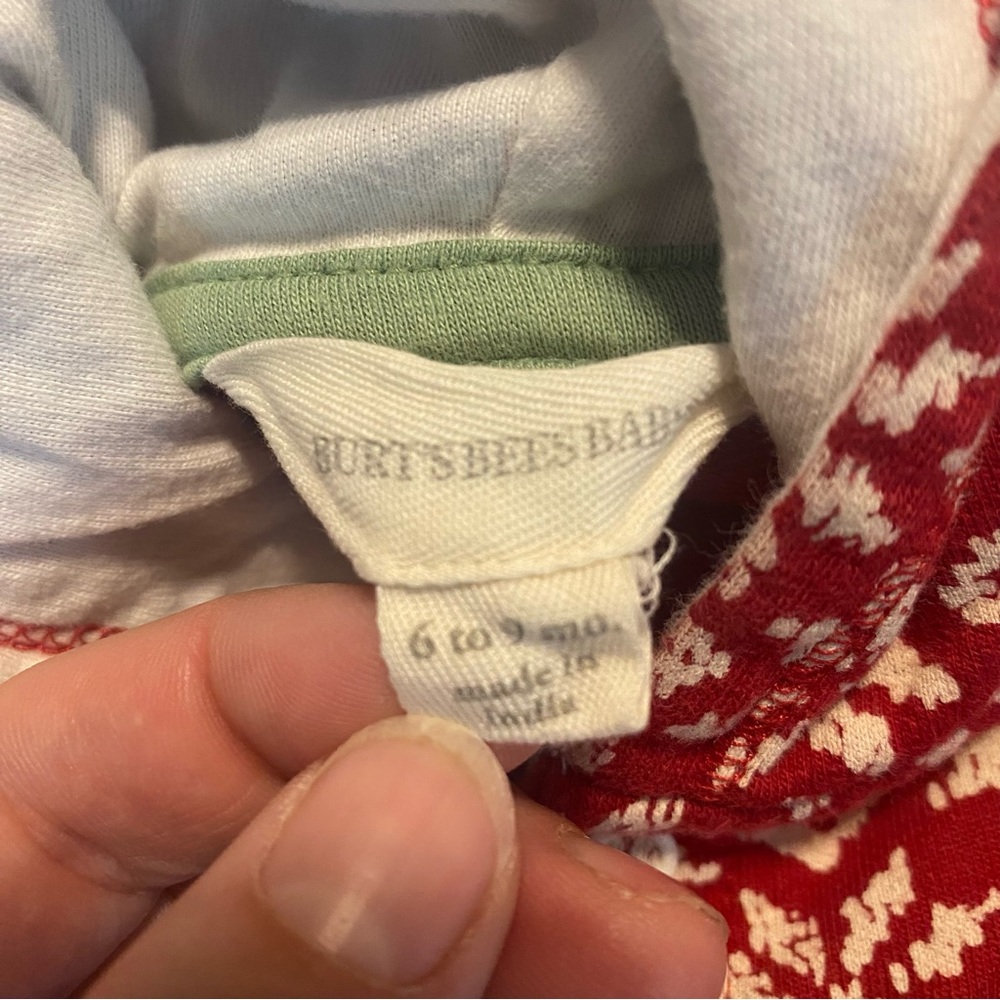 BURT'S BEES BAB
6 to 9 mo.
made in
India